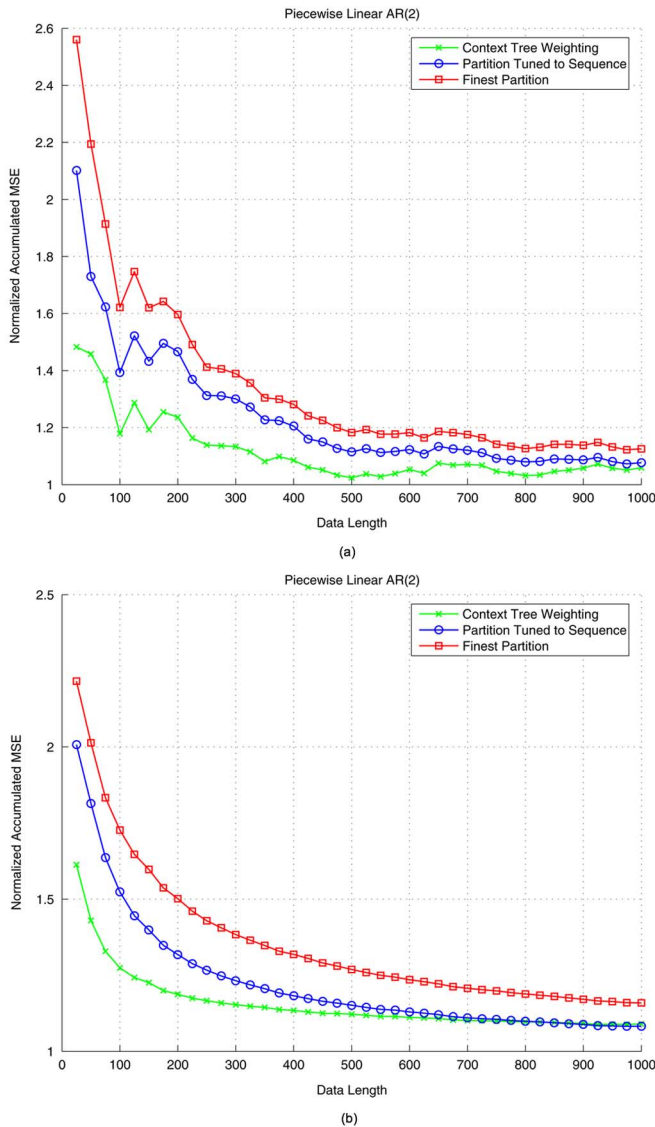 Piecewise Linear AR(2)
2.6
Context Tree Weighting
Partition Tuned to Sequence
Finest Partition
2.4
2.2
2
1.8
1.6
1.4
1.2
1
Normalized Accumulated MSE
0 100 200 300 400 500 600 700 800 900 1000
Data Length
(a)
Piecewise Linear AR(2)
2.5
Context Tree Weighting
Partition Tuned to Sequence
Finest Partition
2
1.5
1
Normalized Accumulated MSE
0 100 200 300 400 500 600 700 800 900 1000
Data Length
(b)